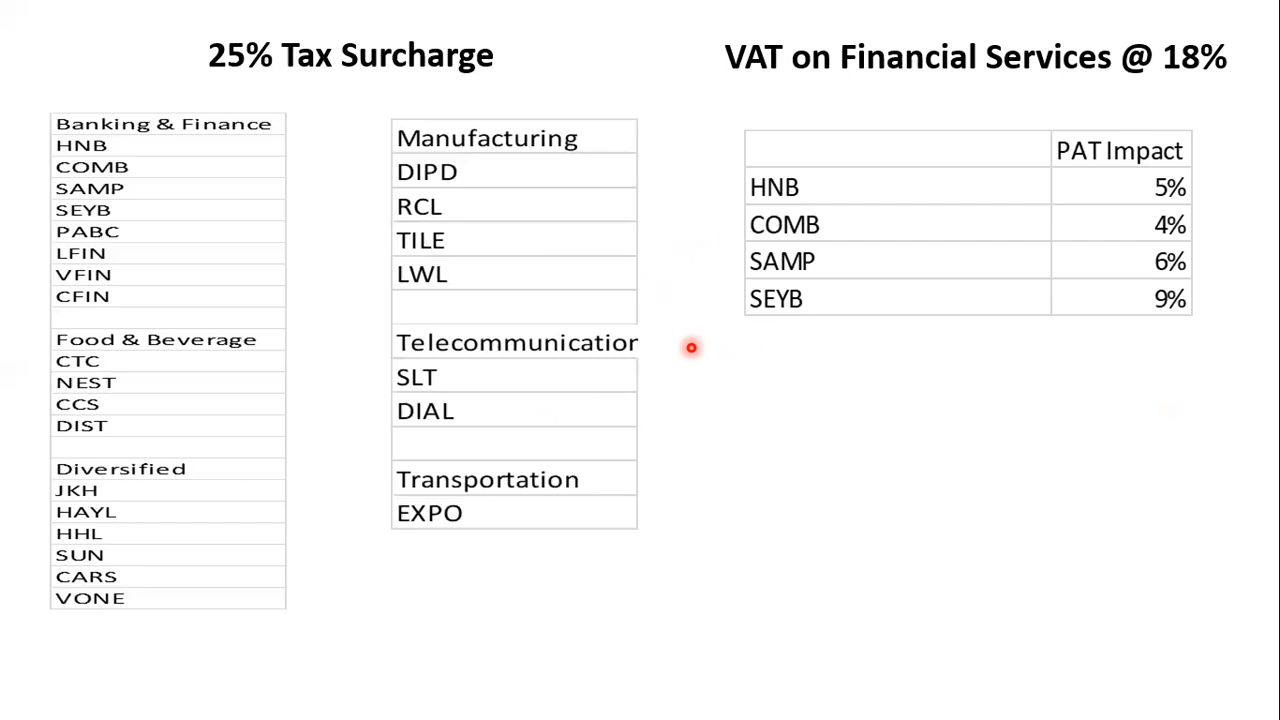 25% Tax Surcharge
Banking & Finance
HNB
COMB
SAMP
SEYB
PABC
LFIN
VFIN
CFIN
Food & Beverage
CTC
NEST
CCS
DIST
Diversified
JKH
HAYL
HHL
SUN
CARS
VONE
Manufacturing
DIPD
RCL
TILE
LWL
Telecommunication
SLT
DIAL
Transportation
EXPO
VAT on Financial Services @ 18%
PAT Impact
HNB 5%
COMB 4%
SAMP 6%
SEYB 9%